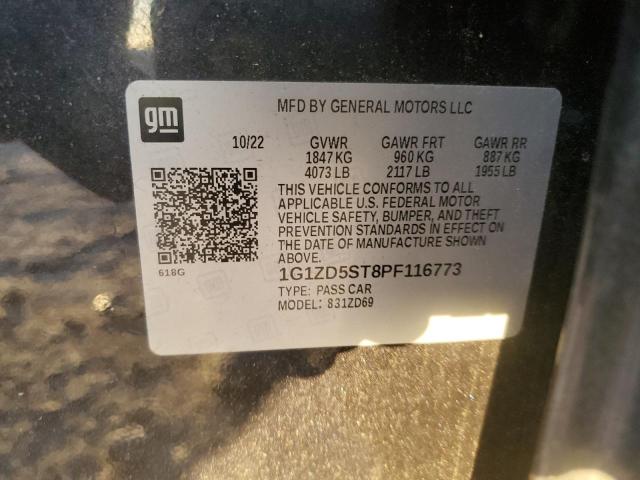 gm
MFD BY GENERAL MOTORS LLC
10/22 GVWR GAWR FRT GAWR RR
1847 KG 960 KG 887 KG
4073 LB 2117 LB 1955 LB
THIS VEHICLE CONFORMS TO ALL
APPLICABLE U.S. FEDERAL MOTOR
VEHICLE SAFETY, BUMPER, AND THEFT
PREVENTION STANDARDS IN EFFECT ON
THE DATE OF MANUFACTURE SHOWN
ABOVE.
618G
1G1ZD5ST8PF116773
TYPE: PASS CAR
MODEL: 831ZD69